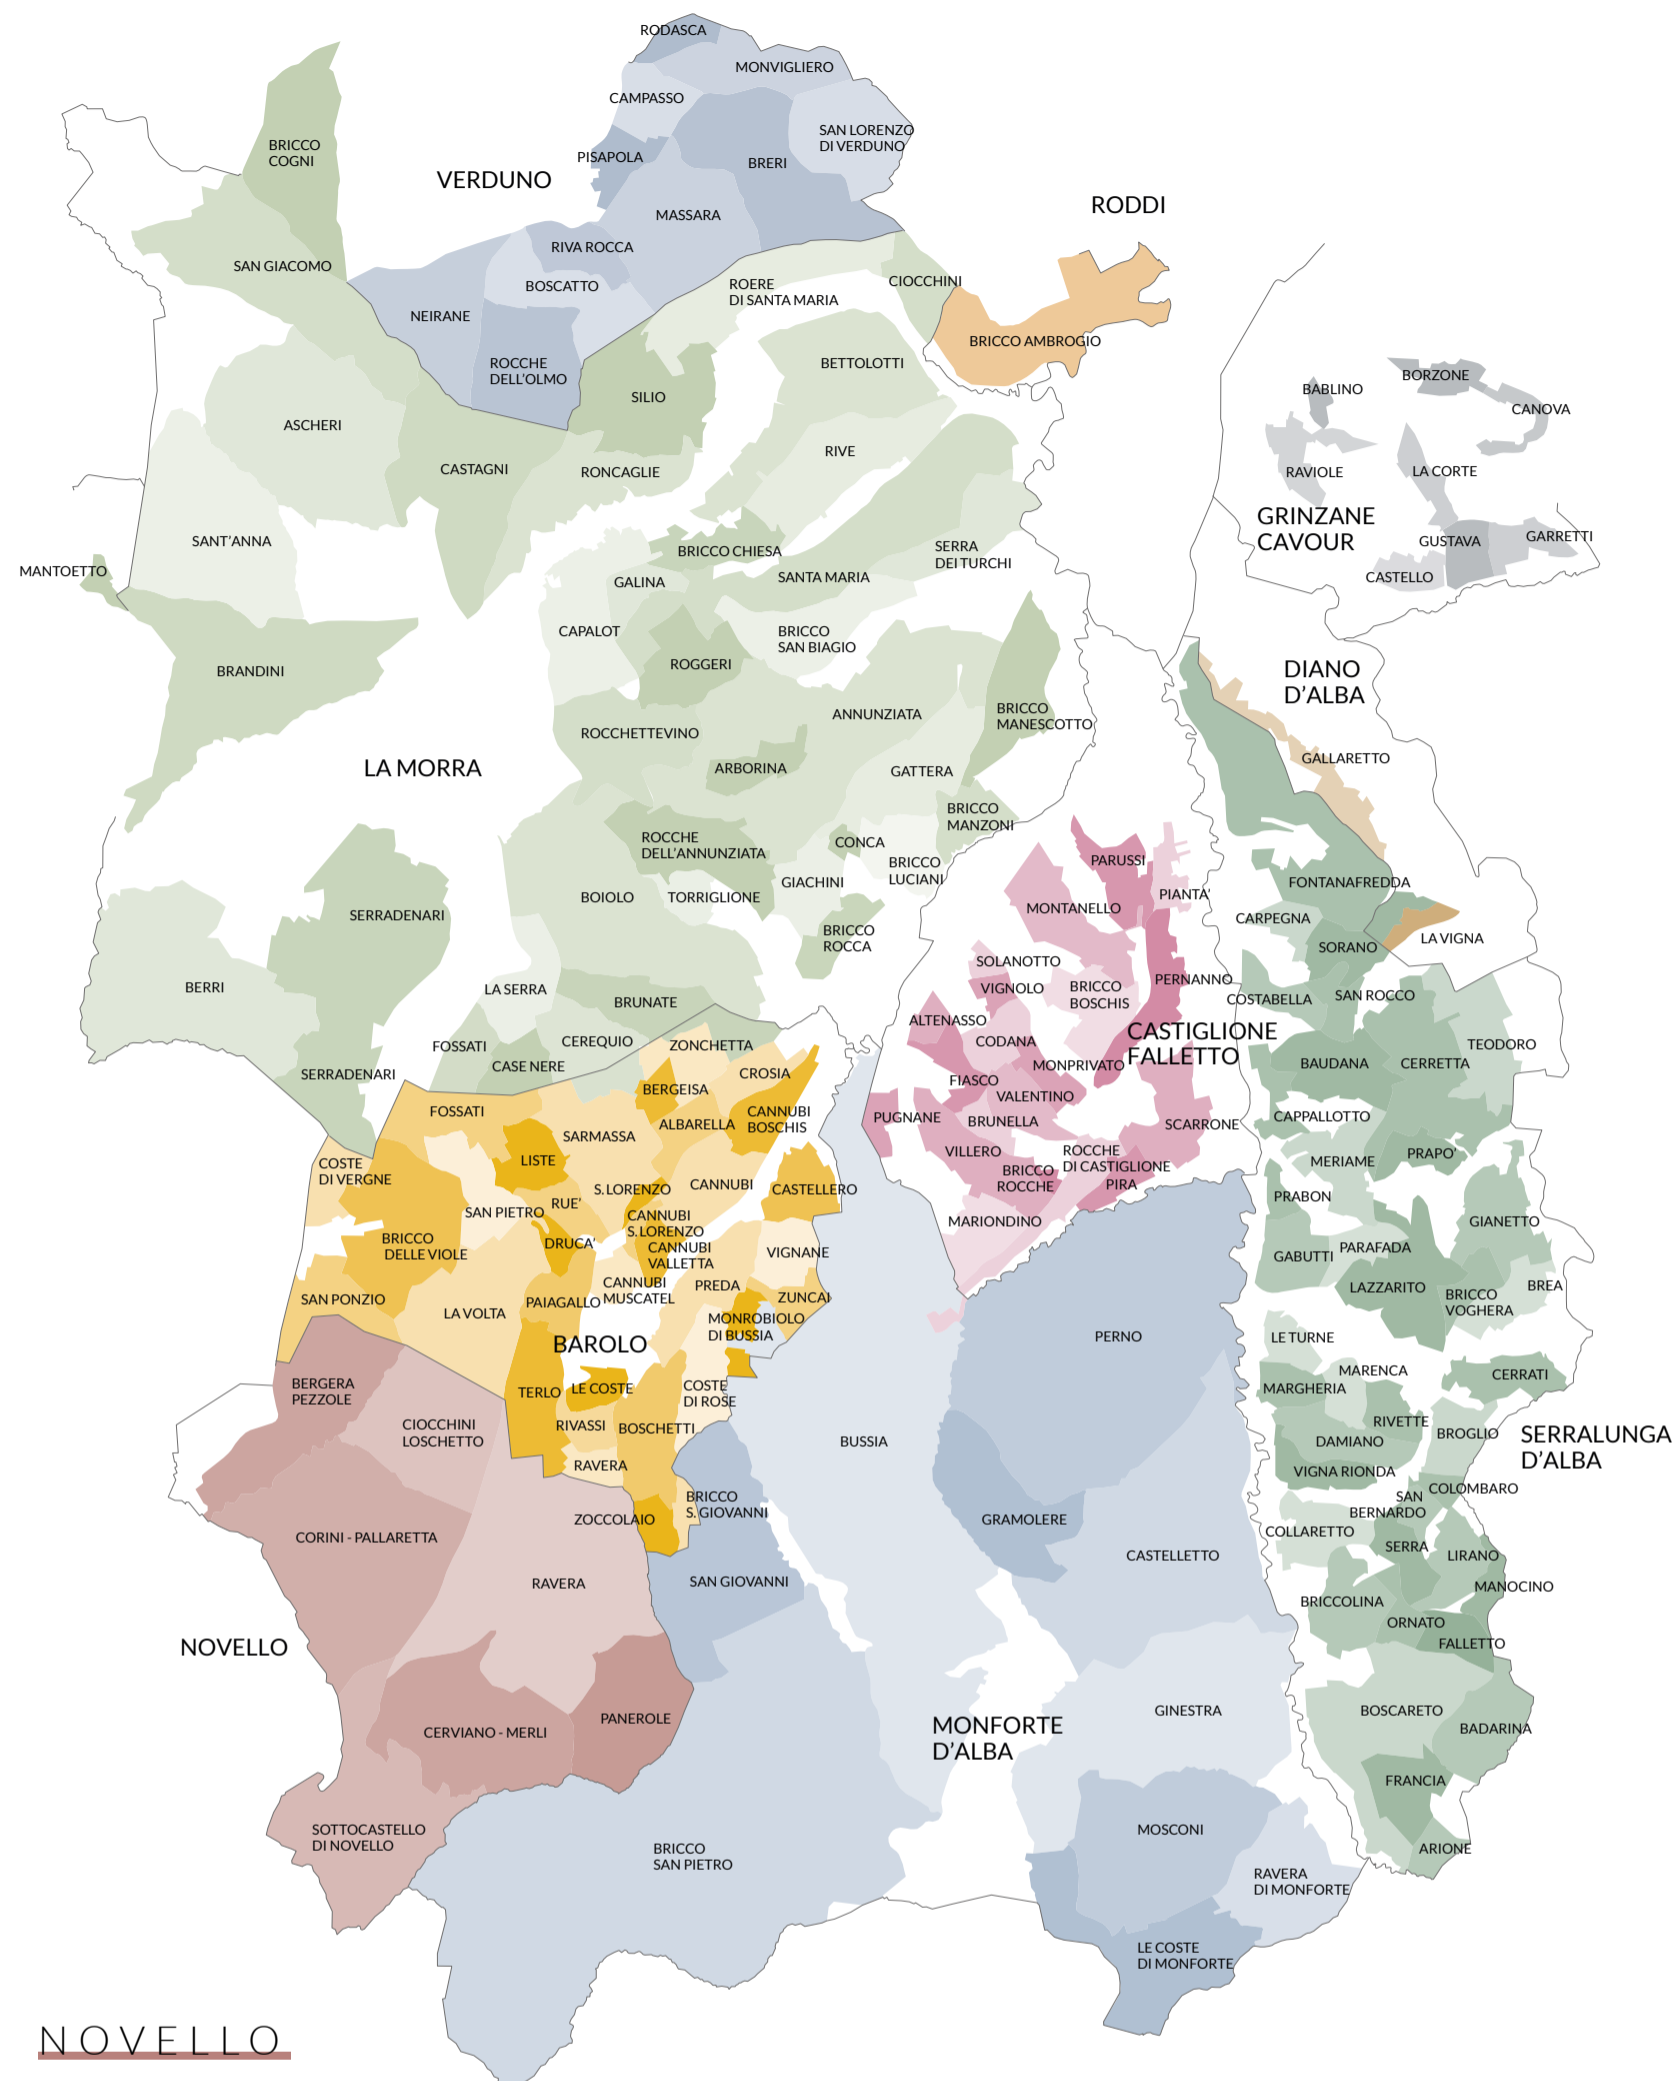 RODASCA
MONVIGLIERO
CAMPASSO
SAN LORENZO
DI VERDUNO
BRICCO
COGNI
PISAPOLA
BRERI
VERDUNO
MASSARA
RODDI
RIVA ROCCA
SAN GIACOMO
BOSCATTO
ROERE
DI SANTA MARIA
CIOCCHINI
NEIRANE
BRICCO AMBROGIO
ROCCHE
DELL'OLMO
BETTOLOTTI
SILIO
BABLINO
BORZONE
CANOVA
ASCHERI
RIVE
CASTAGNI
RONCAGLIE
RAVIOLE
LA CORTE
GRINZANE
CAVOUR
SANT'ANNA
GUSTAVA
GARRETTI
BRICCO CHIESA
SERRA
DEI TURCHI
MANTOETTO
GALINA
SANTA MARIA
CASTELLO
CAPALOT
BRICCO
SAN BIAGIO
BRANDINI
ROGGERI
DIANO
D'ALBA
ANNUNZIATA
BRICCO
MANESCOTTO
ROCCHETTEVINO
LA MORRA
ARBORINA
GATTERA
GALLARETTO
BRICCO
MANZONI
ROCCHE
DELL'ANNUNZIATA
CONCA
BRICCO
LUCIANI
PARUSSI
GIACHINI
FONTANAFREDDA
BOIOLO
TORRIGLIONE
PIANTA'
MONTANELLO
SERRADENARI
CARPEGNA
BRICCO
ROCCA
LA VIGNA
SORANO
SOLANOTTO
PERNANNO
BERRI
LA SERRA
VIGNOLO
BRICCO
BOSCHIS
BRUNATE
COSTABELLA
SAN ROCCO
ALTENASSO
CASTIGLIONE
FALLETTO
FOSSATI
CEREQUIO
ZONCHETTA
CODANA
TEODORO
CASE NERE
MONPRIVATO
BAUDANA
CERRETTA
SERRADENARI
CROSIA
FIASCO
BERGEISA
VALENTINO
FOSSATI
CANNUBI
BOSCHIS
PUGNANE
BRUNELLA
CAPPALLOTTO
ALBARELLA
SCARRONE
SARMASSA
VILLERO
ROCCHE
DI CASTIGLIONE
MERIAME
PRAPO'
COSTE
DI VERGNE
LISTE
BRICCO
ROCCHE
PIRA
S.LORENZO
CANNUBI
CASTELLERO
PRABON
SAN PIETRO
RUE'
MARIONDINO
CANNUBI
S.LORENZO
GIANETTO
BRICCO
DELLE VIOLE
DRUCA'
CANNUBI
VALLETTA
VIGNANE
GABUTTI
PARAFADA
SAN PONZIO
CANNUBI
MUSCATEL
PREDA
ZUNCAI
LAZZARITO
BRICCO
VOGHERA
BREA
LA VOLTA
PAIAGALLO
MONROBIOLO
DI BUSSIA
BAROLO
PERNO
LE TURNE
BERGERA
PEZZOLE
TERLO
LE COSTE
COSTE
DI ROSE
MARENCA
CERRATI
MARGHERIA
CIOCCHINI
LOSCHETTO
RIVASSI
BOSCHETTI
BUSSIA
RIVETTE
DAMIANO
BROGLIO
SERRALUNGA
D'ALBA
RAVERA
VIGNA RIONDA
BRICCO
S. GIOVANNI
SAN
BERNARDO
COLOMBARO
ZOCCOLAIO
GRAMOLERE
COLLARETTO
CORINI - PALLARETTA
SERRA
LIRANO
CASTELLETTO
RAVERA
SAN GIOVANNI
MANOCINO
BRICCOLINA
ORNATO
NOVELLO
FALLETTO
GINESTRA
BOSCARETO
PANEROLE
BADARINA
CERVIANO - MERLI
MONFORTE
D'ALBA
FRANCIA
SOTTOCASTELLO
DI NOVELLO
MOSCONI
BRICCO
SAN PIETRO
ARIONE
RAVERA
DI MONFORTE
LE COSTE
DI MONFORTE
NOVELLO